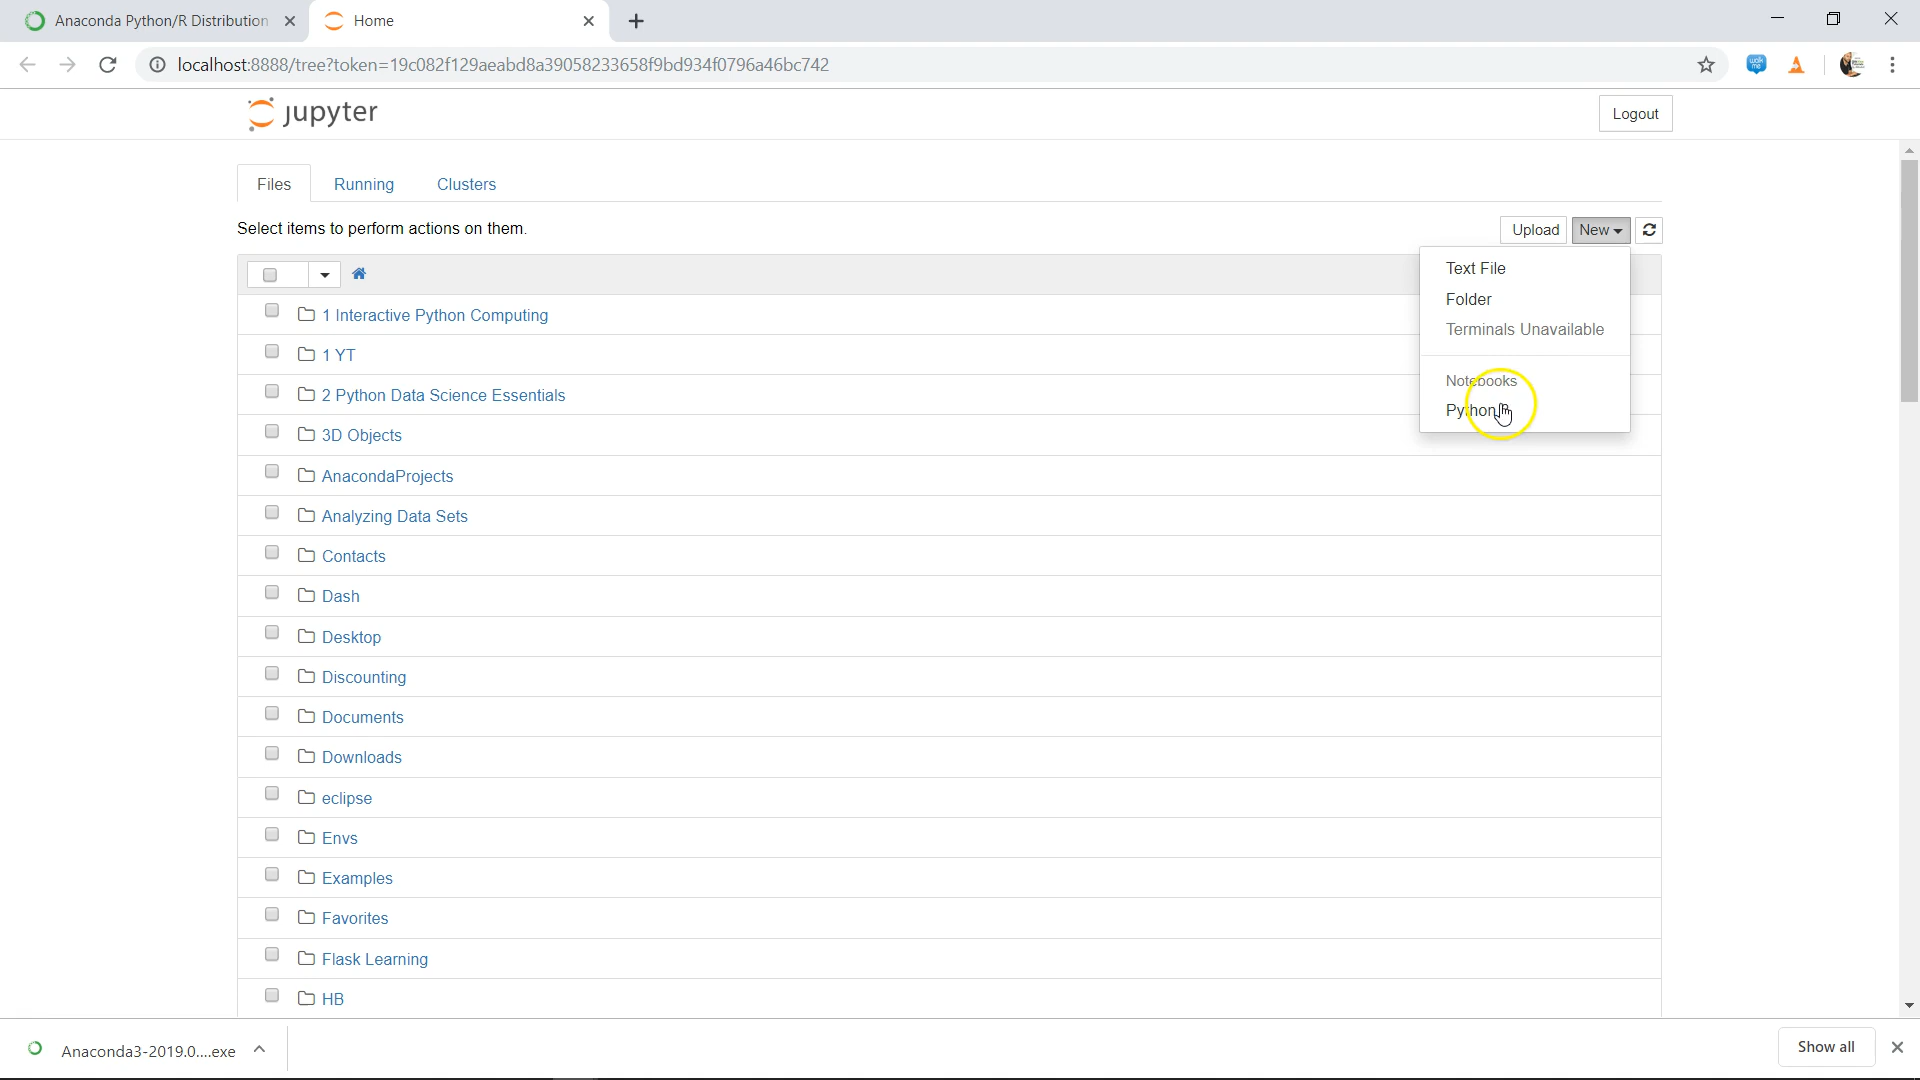 Anaconda Python/R Distribution
Home
localhost:8888/tree?token=19c082f129aeabd8a39058233658f9bd934f0796a46bc742
jupyter
Logout
Files
Running
Clusters
Select items to perform actions on them.
Upload
New
Text File
Folder
Terminals Unavailable
Notebooks
Python
1 Interactive Python Computing
1 YT
2 Python Data Science Essentials
3D Objects
AnacondaProjects
Analyzing Data Sets
Contacts
Dash
Desktop
Discounting
Documents
Downloads
eclipse
Envs
Examples
Favorites
Flask Learning
HB
Anaconda3-2019.0....exe
Show all